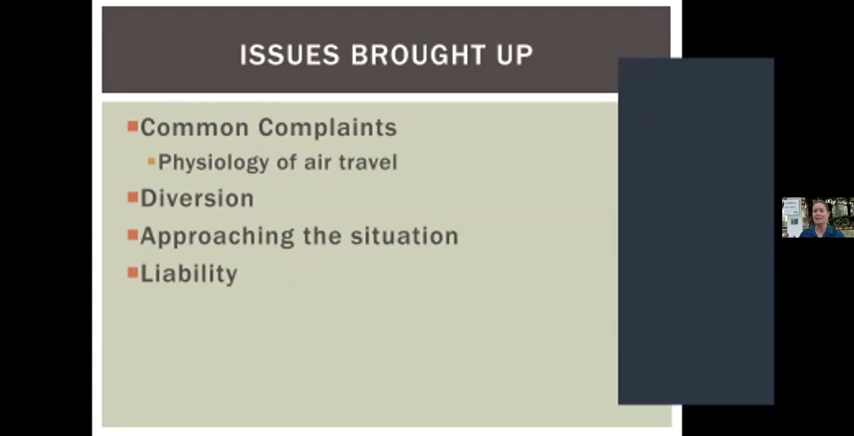 ISSUES BROUGHT UP
Common Complaints
Physiology of air travel
Diversion
Approaching the situation
Liability